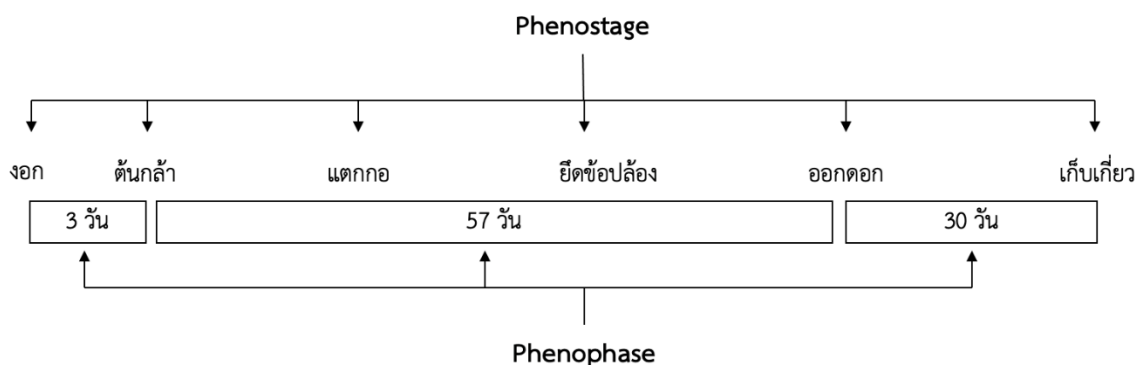 Phenostage
งอก ต้นกล้า แตกกอ ยืดข้อปล้อง ออกดอก เก็บเกี่ยว
3 วัน 57 วัน 30 วัน
Phenophase